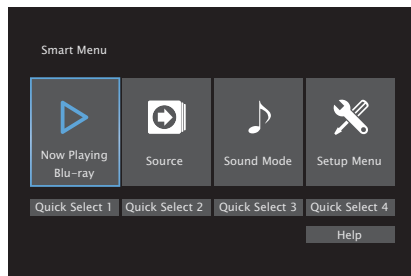 Smart Menu
Now Playing
Blu-ray
Source
Sound Mode
Setup Menu
Quick Select 1
Quick Select 2
Quick Select 3
Quick Select 4
Help